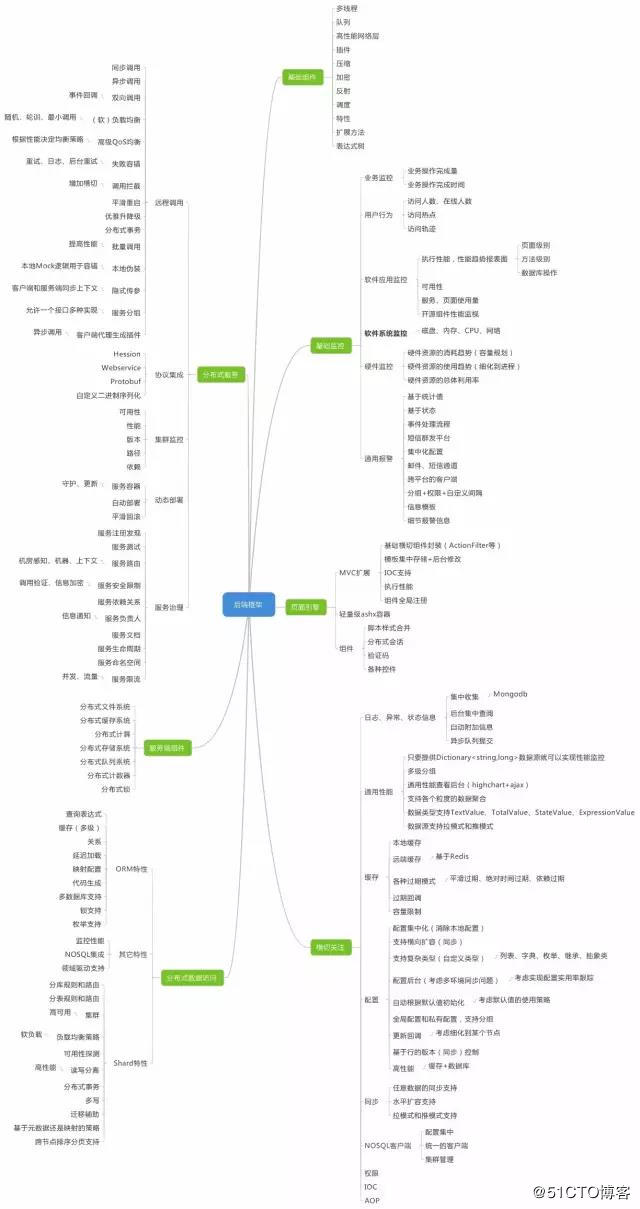 后端框架
基础组件
多线程
队列
高性能网络层
插件
压缩
加密
反射
调度
特性
扩展方法
表达式树
基础监控
业务监控
业务操作完成量
业务操作完成时间
用户行为
访问人数、在线人数
访问热点
访问轨迹
软件应用监控
执行性能，性能趋势报表图
页面级别
方法级别
数据库操作
可用性
服务、页面使用量
开源组件性能监视
软件系统监控
磁盘、内存、CPU、网络
硬件监控
硬件资源的消耗趋势（容量规划）
硬件资源的使用趋势（细化到进程）
硬件资源的总体利用率
通用报警
基于统计值
基于状态
事件处理流程
短信群发平台
集中化配置
邮件、短信通道
跨平台的客户端
分组+权限+自定义间隔
信息模板
细节报警信息
页面引擎
MVC扩展
基础横切组件封装（ActionFilter等）
模板集中存储+后台修改
IOC支持
执行性能
组件全局注册
轻量级ashx容器
组件
脚本样式合并
分布式会话
验证码
各种控件
横切关注
日志、异常、状态信息
集中收集
Mongodb
后台集中查阅
自动附加信息
异步队列提交
通用性能
只要提供Dictionary<string,long>数据源就可以实现性能监控
多级分组
通用性能查看后台（highchart+ajax）
支持各个粒度的数据聚合
数据类型支持TextValue、TotalValue、StateValue、ExpressionValue
数据源支持拉模式和推模式
缓存
本地缓存
远端缓存
基于Redis
各种过期模式
平滑过期、绝对时间过期、依赖过期
过期回调
容量限制
配置
配置集中化（消除本地配置）
支持横向扩容（同步）
支持复杂类型（自定义类型）
列表、字典、枚举、继承、抽象类
配置后台（考虑多环境同步问题）
考虑实现配置实用率跟踪
自动根据默认值初始化
考虑默认值的使用策略
全局配置和私有配置，支持分组
更新回调
考虑细化到某个节点
基于行的版本（同步）控制
高性能
缓存+数据库
同步
任意数据的同步支持
水平扩容支持
拉模式和推模式支持
NOSQL客户端
配置集中
统一的客户端
集群管理
权限
IOC
AOP
分布式服务
远程调用
同步调用
异步调用
双向调用
事件回调
（软）负载均衡
随机、轮训、最小调用
高级QoS均衡
根据性能决定均衡策略
失败容错
重试、日志、后台重试
调用拦截
增加横切
平滑重启
优雅升降级
分布式事务
批量调用
提高性能
本地伪装
本地Mock逻辑用于容错
隐式传参
客户端和服务端同步上下文
服务分组
允许一个接口多种实现
客户端代理生成插件
异步调用
协议集成
Hession
Webservice
Protobuf
自定义二进制序列化
集群监控
可用性
性能
版本
路径
依赖
动态部署
服务容器
守护、更新
自动部署
平滑回滚
服务治理
服务注册发现
服务测试
服务路由
机房感知、机器、上下文
服务安全限制
调用验证、信息加密
服务依赖关系
服务负责人
信息通知
服务文档
服务生命周期
服务命名空间
服务限流
并发、流量
服务端组件
分布式文件系统
分布式缓存系统
分布式计算
分布式存储系统
分布式队列系统
分布式计数器
分布式锁
分布式数据访问
ORM特性
查询表达式
缓存（多级）
关系
延迟加载
映射配置
代码生成
多数据库支持
锁支持
枚举支持
其它特性
监控性能
NOSQL集成
领域驱动支持
Shard特性
分库规则和路由
分表规则和路由
集群
高可用
负载均衡策略
软负载
可用性探测
读写分离
高性能
分布式事务
多写
迁移辅助
基于元数据还是映射的策略
跨节点排序分页支持
@51CTO博客